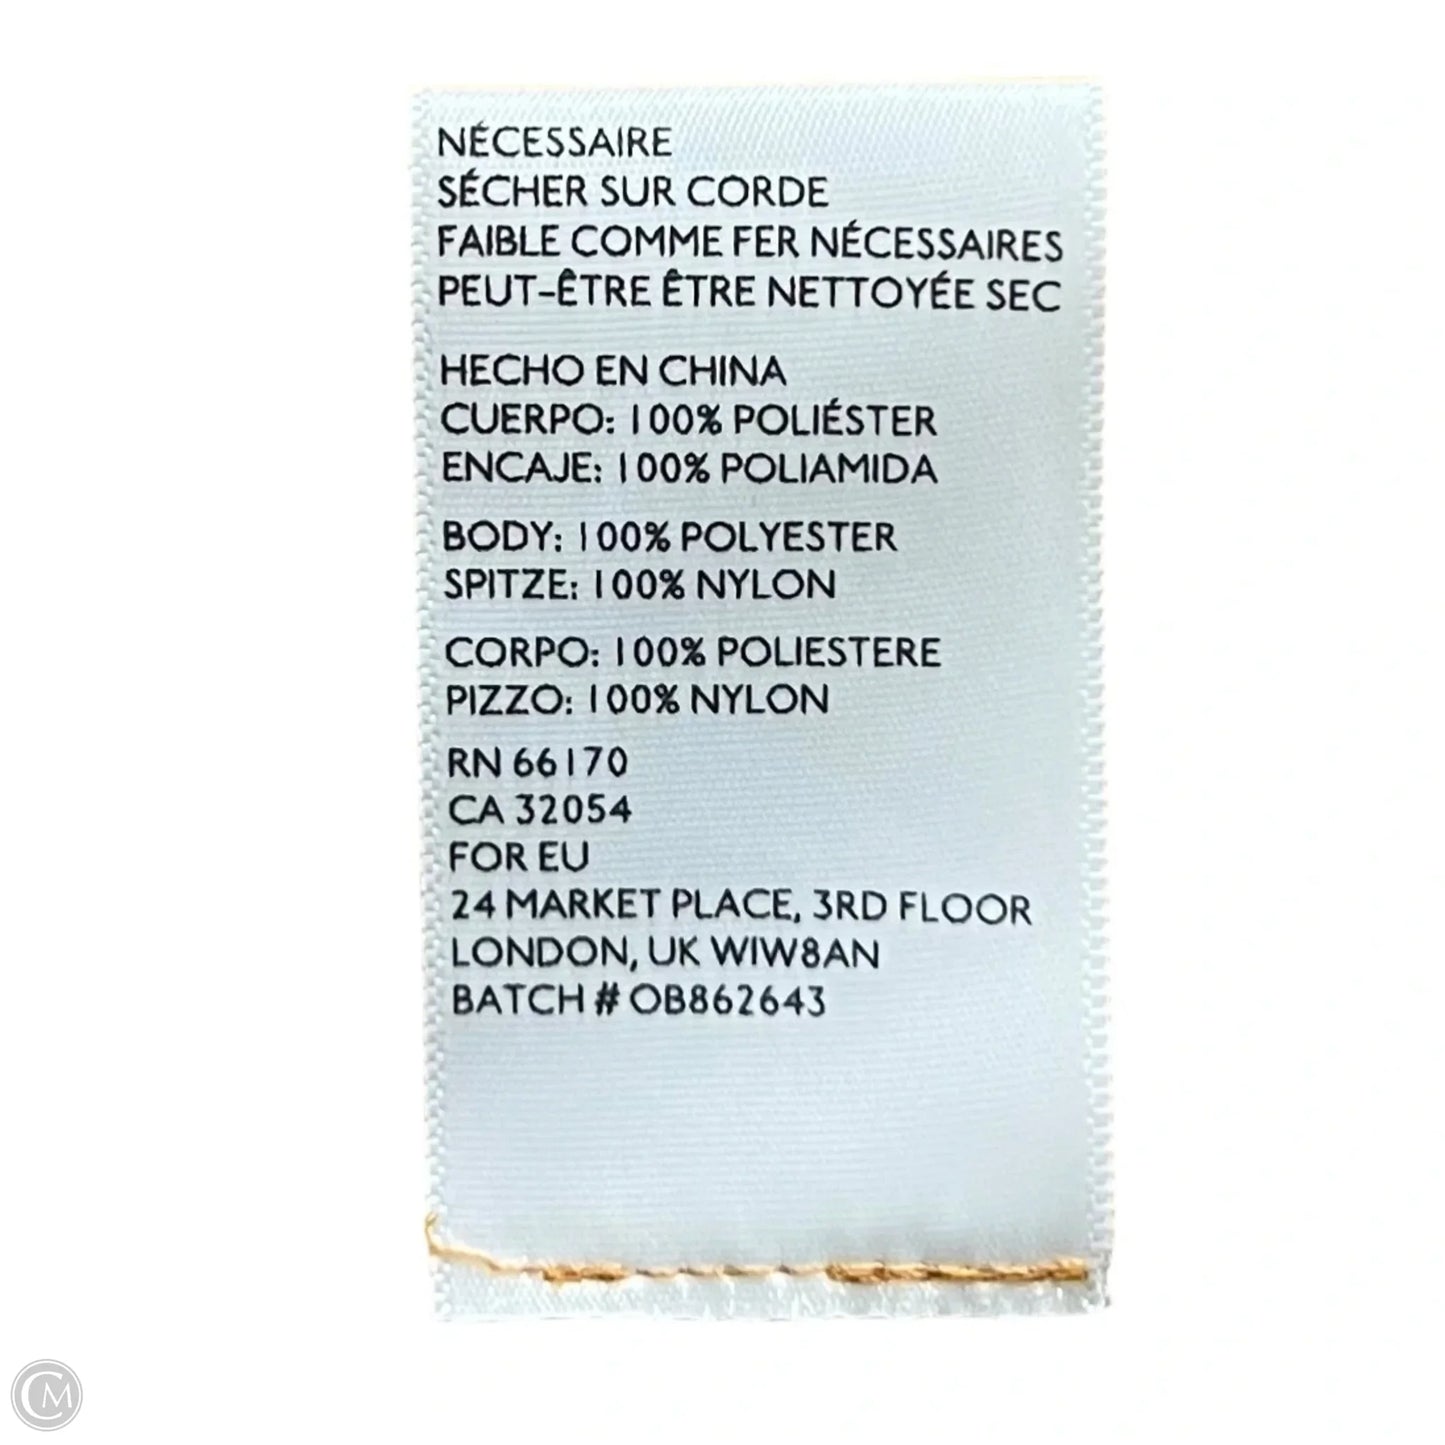 NÉCESSAIRE
SÉCHER SUR CORDE
FAIBLE COMME FER NÉCESSAIRES
PEUT-ÊTRE ÊTRE NETTOYÉE SEC
HECHO EN CHINA
CUERPO: 100% POLIÉSTER
ENCAJE: 100% POLIAMIDA
BODY: 100% POLYESTER
SPITZE: 100% NYLON
CORPO: 100% POLIESTERE
PIZZO: 100% NYLON
RN 66170
CA 32054
FOR EU
24 MARKET PLACE, 3RD FLOOR
LONDON, UK WIW8AN
BATCH # OB862643
CM